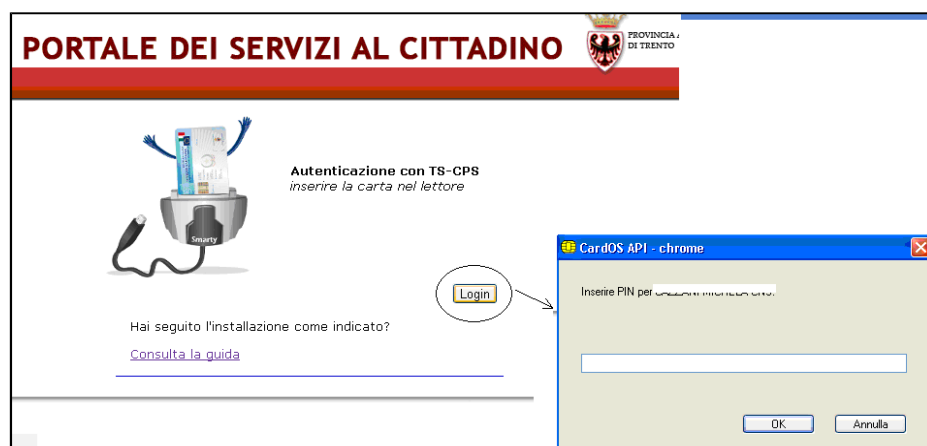 PORTALE DEI SERVIZI AL CITTADINO
PROVINCIA
DI TRENTO
Autenticazione con TS-CPS
inserire la carta nel lettore
Smarty
Login
Hai seguito l'installazione come indicato?
Consulta la guida
CardOS API - chrome
Inserire PIN per
OK
Annulla